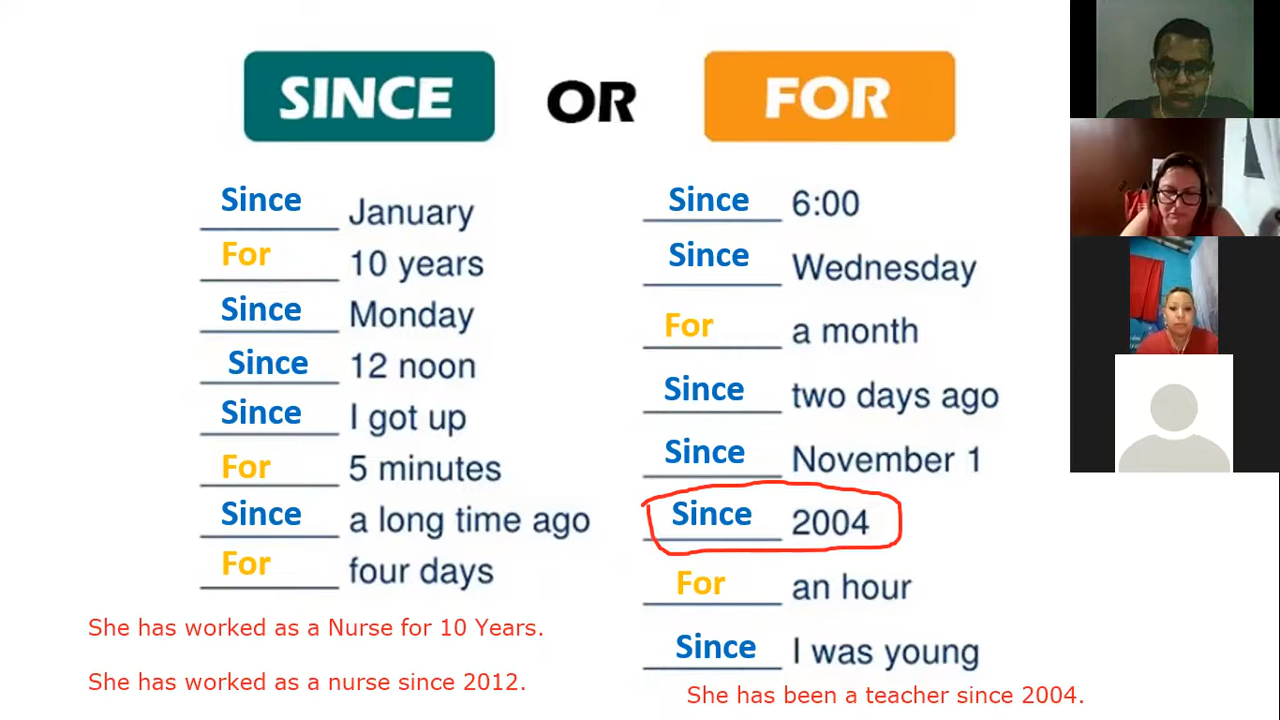 SINCE OR FOR
Since January
For 10 years
Since Monday
Since 12 noon
Since I got up
For 5 minutes
Since a long time ago
For four days
Since 6:00
Since Wednesday
For a month
Since two days ago
Since November 1
Since 2004
For an hour
Since I was young
She has worked as a Nurse for 10 Years.
She has worked as a nurse since 2012.
She has been a teacher since 2004.